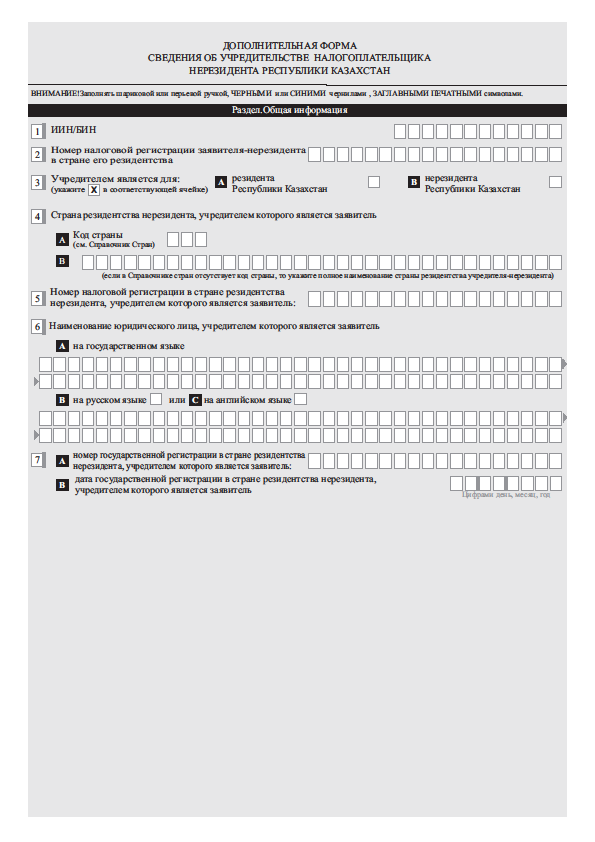 ДОПОЛНИТЕЛЬНАЯ ФОРМА
СВЕДЕНИЯ ОБ УЧРЕДИТЕЛЬСТВЕ НАЛОГОПЛАТЕЛЬЩИКА
НЕРЕЗИДЕНТА РЕСПУБЛИКИ КАЗАХСТАН
ВНИМАНИЕ!Заполнять шариковой или перьевой ручкой, ЧЕРНЫМИ или СИНИМИ чернилами , ЗАГЛАВНЫМИ ПЕЧАТНЫМИ символами.
Раздел.Общая информация
1 ИИН/БИН
2 Номер налоговой регистрации заявителя-нерезидента
в стране его резидентства
3 Учредителем является для:
(укажите X в соответствующей ячейке)
A резидента
Республики Казахстан
B нерезидента
Республики Казахстан
4 Страна резидентства нерезидента, учредителем которого является заявитель
A Код страны
(см. Справочник Стран)
B
(если в Справочнике стран отсутствует код страны, то укажите полное наименование страны резидентства учредителя-нерезидента)
5 Номер налоговой регистрации в стране резидентства
нерезидента, учредителем которого является заявитель:
6 Наименование юридического лица, учредителем которого является заявитель
A на государственном языке
B на русском языке или C на английском языке
7 A номер государственной регистрации в стране резидентства
нерезидента, учредителем которого является заявитель:
B дата государственной регистрации в стране резидентства нерезидента,
учредителем которого является заявитель
Цифрами день, месяц, год